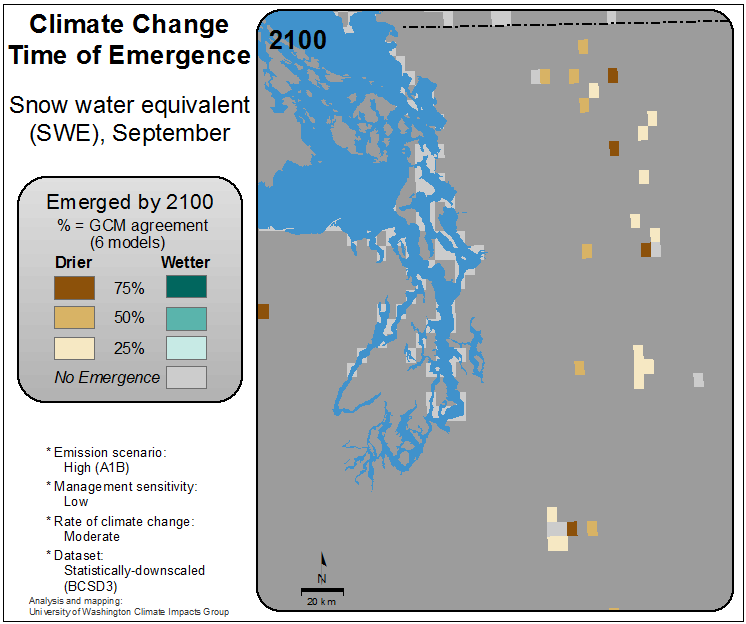 Climate Change
Time of Emergence
Snow water equivalent
(SWE), September
Emerged by 2100
% = GCM agreement
(6 models)
Drier
Wetter
75%
50%
25%
No Emergence
* Emission scenario:
High (A1B)
* Management sensitivity:
Low
* Rate of climate change:
Moderate
* Dataset:
Statistically-downscaled
(BCSD3)
Analysis and mapping:
University of Washington Climate Impacts Group
2100
N
20 km